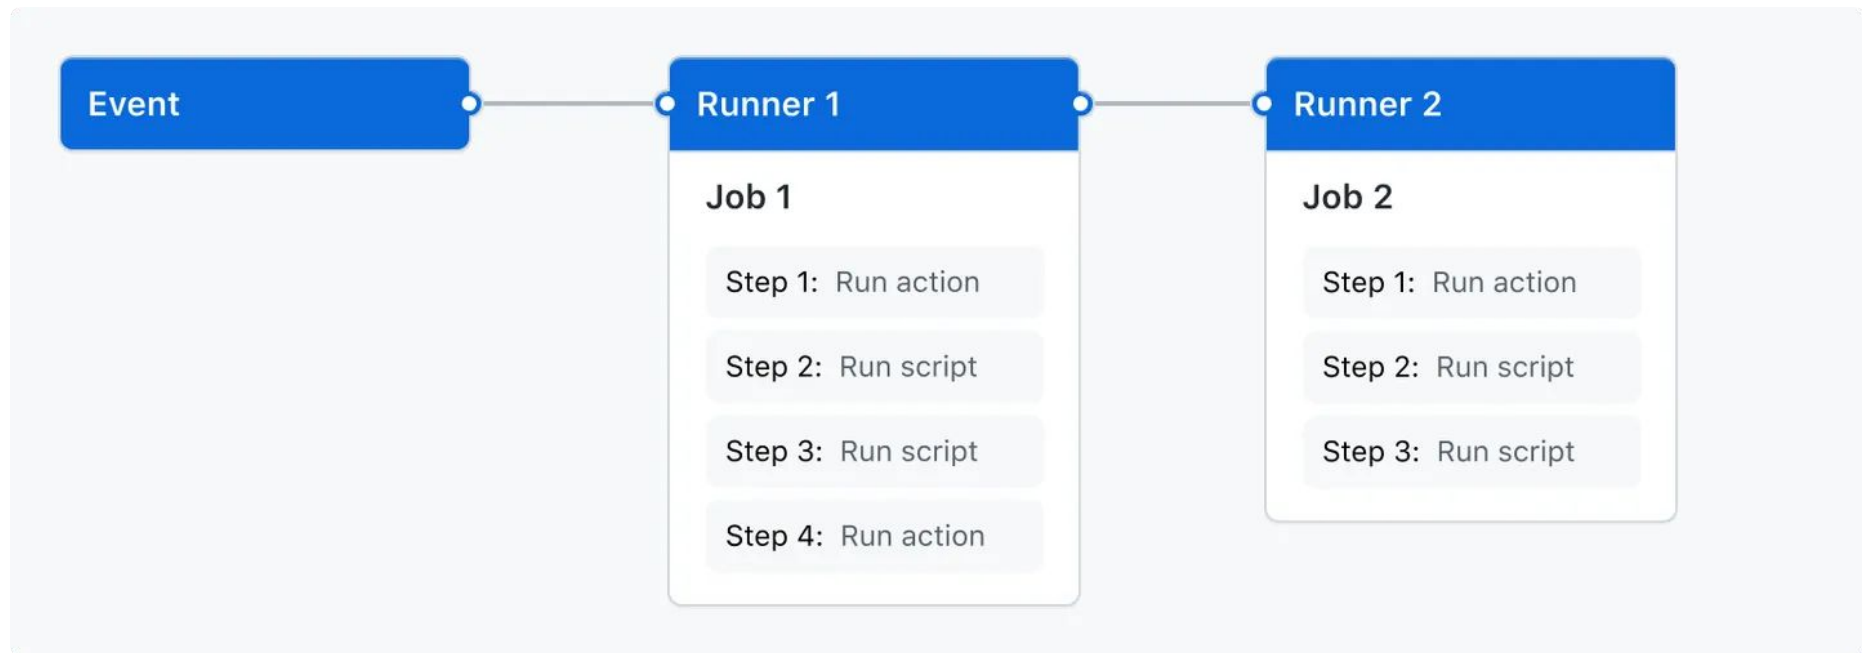 Event
Runner 1
Job 1
Step 1: Run action
Step 2: Run script
Step 3: Run script
Step 4: Run action
Runner 2
Job 2
Step 1: Run action
Step 2: Run script
Step 3: Run script